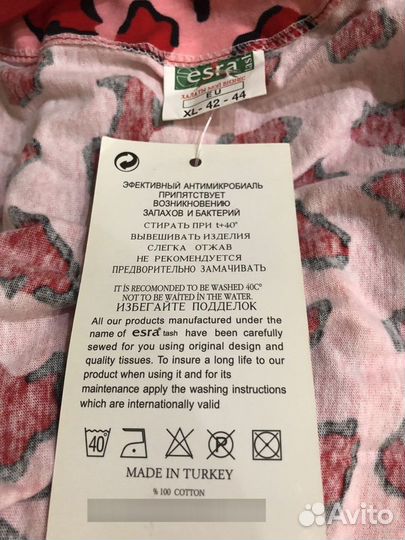 esra
tash
EU
XL- 42 - 44
ЭФЕКТИВНЫЙ АНТИМИКРОБИАЛЬ
ПРИПЯТСТВУЕТ
ВОЗНИКНОВЕНИЮ
ЗАПАХОВ И БАКТЕРИЙ
СТИРАТЬ ПРИ t+40°
ВЫВЕШИВАТЬ ИЗДЕЛИЯ
СЛЕГКА ОТЖАВ
НЕ РЕКОМЕНДУЕТСЯ
ПРЕДВОРИТЕЛЬНО ЗАМАЧИВАТЬ
IT IS RECOMONDED TO BE WASHED 40C°
NOT TO BE WAITED IN THE WATER.
ИЗБЕГАЙТЕ ПОДДЕЛОК
All our products manufactured under the
name of esra tash have been carefully
sewed for you using original design and
quality tissues. To insure a long life to our
product when using it and for its
maintenance apply the washing instructions
which are internationally valid
40°
MADE IN TURKEY
% 100 COTTON
Avito